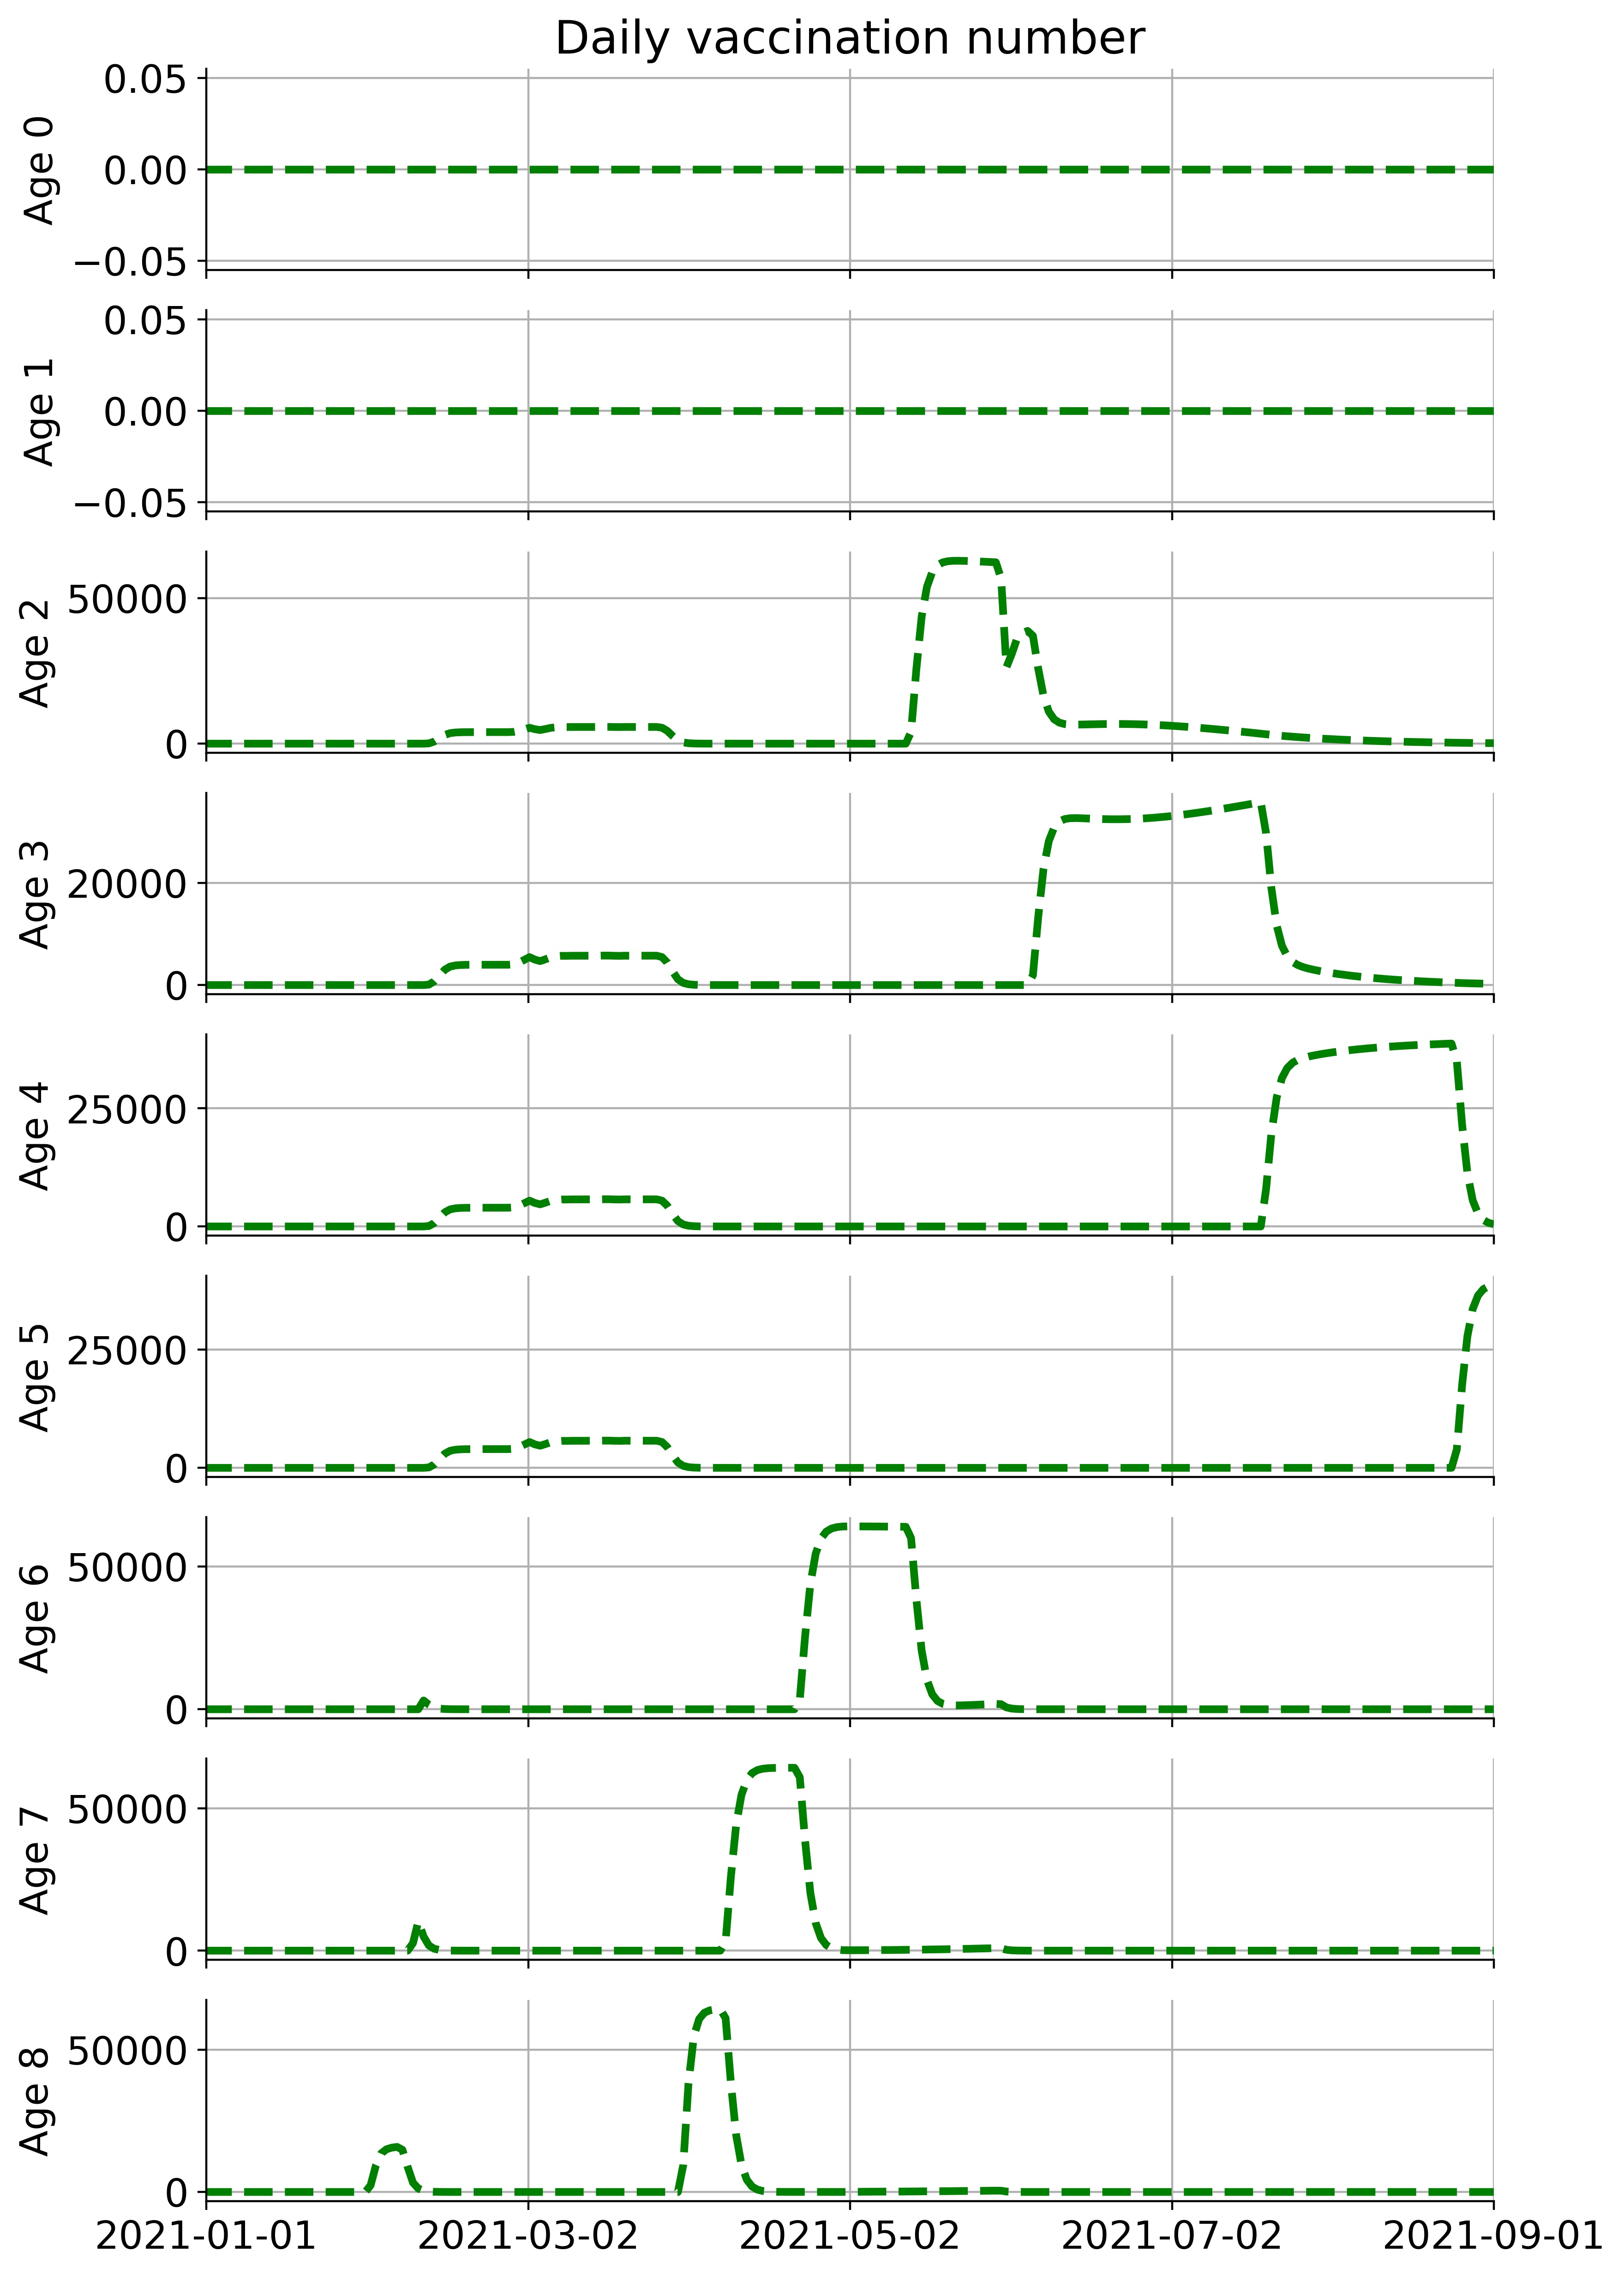 Daily vaccination number
Age 0
0.05
0.00
−0.05
Age 1
0.05
0.00
−0.05
Age 2
50000
0
Age 3
20000
0
Age 4
25000
0
Age 5
25000
0
Age 6
50000
0
Age 7
50000
0
Age 8
50000
0
2021-01-01 2021-03-02 2021-05-02 2021-07-02 2021-09-01